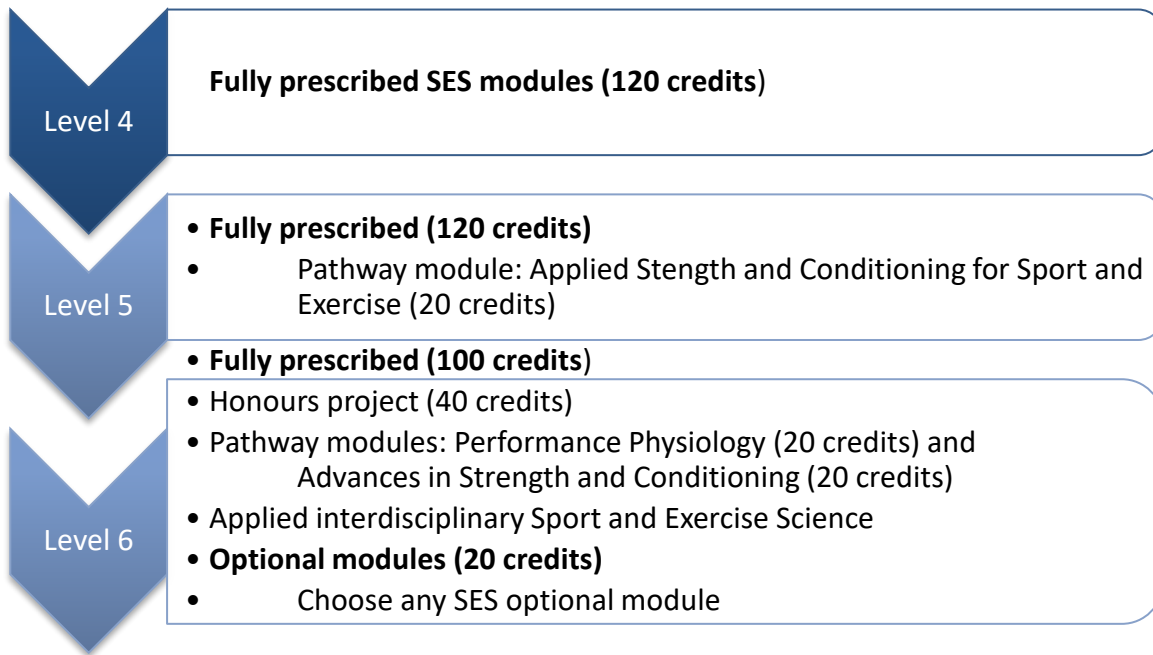 Level 4
Fully prescribed SES modules (120 credits)
Level 5
• Fully prescribed (120 credits)
• Pathway module: Applied Stength and Conditioning for Sport and
Exercise (20 credits)
Level 6
• Fully prescribed (100 credits)
• Honours project (40 credits)
• Pathway modules: Performance Physiology (20 credits) and
Advances in Strength and Conditioning (20 credits)
• Applied interdisciplinary Sport and Exercise Science
• Optional modules (20 credits)
• Choose any SES optional module